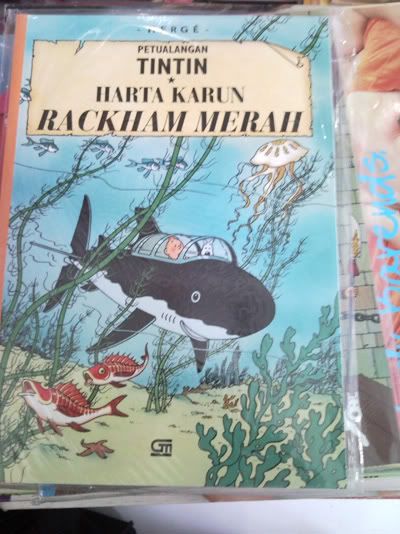 - HERGÉ -
PETUALANGAN
TINTIN
HARTA KARUN
RACKHAM MERAH